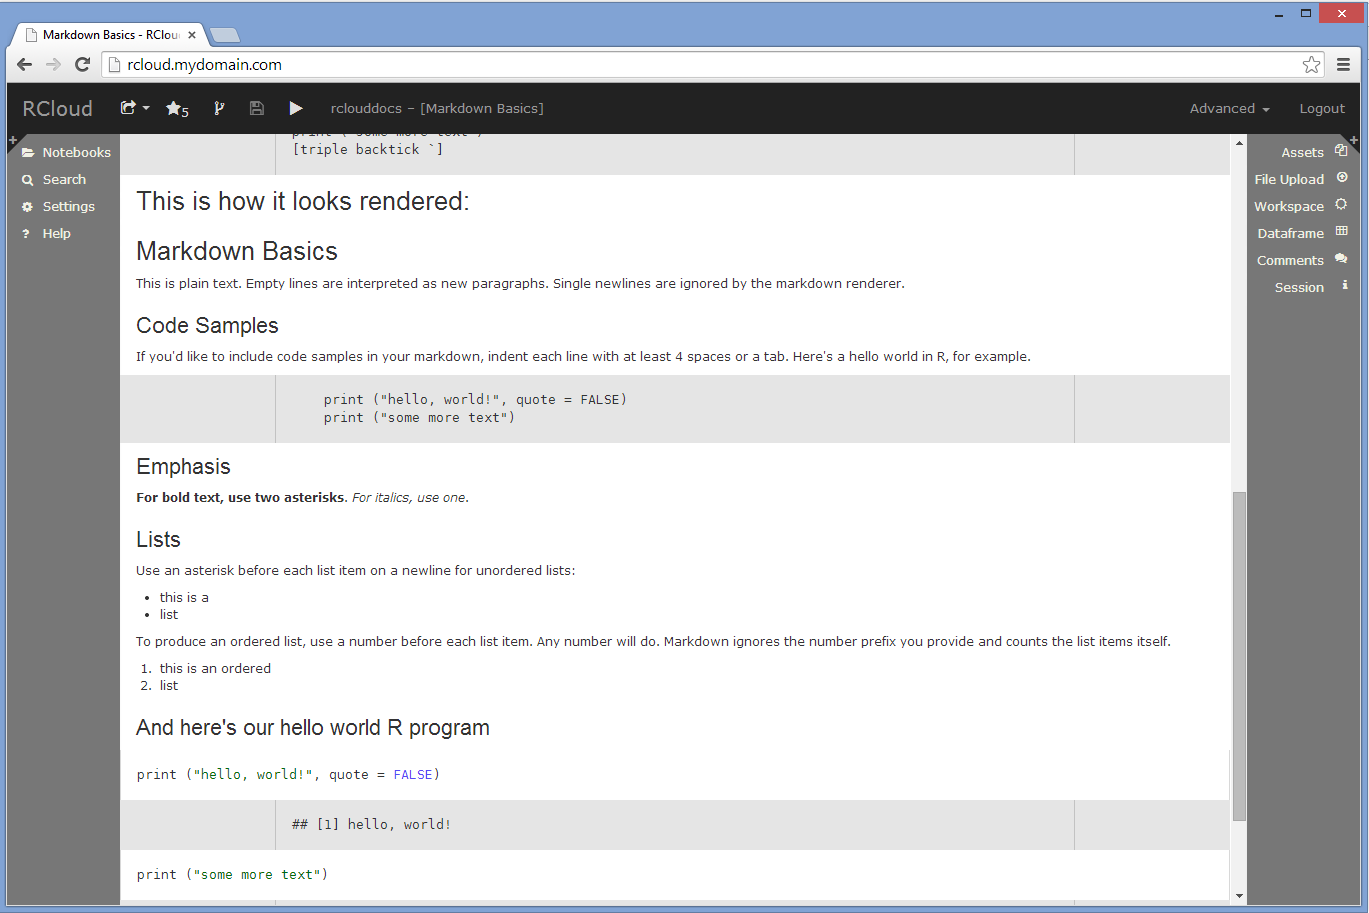 Markdown Basics - RClou
rcloud.mydomain.com
RCloud
5
rclouddocs – [Markdown Basics]
Advanced
Logout
Notebooks
Search
Settings
Help
print ("some more text")
[triple backtick `]
This is how it looks rendered:
Markdown Basics
This is plain text. Empty lines are interpreted as new paragraphs. Single newlines are ignored by the markdown renderer.
Code Samples
If you'd like to include code samples in your markdown, indent each line with at least 4 spaces or a tab. Here's a hello world in R, for example.
print ("hello, world!", quote = FALSE)
print ("some more text")
Emphasis
For bold text, use two asterisks. For italics, use one.
Lists
Use an asterisk before each list item on a newline for unordered lists:
• this is a
• list
To produce an ordered list, use a number before each list item. Any number will do. Markdown ignores the number prefix you provide and counts the list items itself.
1. this is an ordered
2. list
And here's our hello world R program
print ("hello, world!", quote = FALSE)
## [1] hello, world!
print ("some more text")
Assets
File Upload
Workspace
Dataframe
Comments
Session